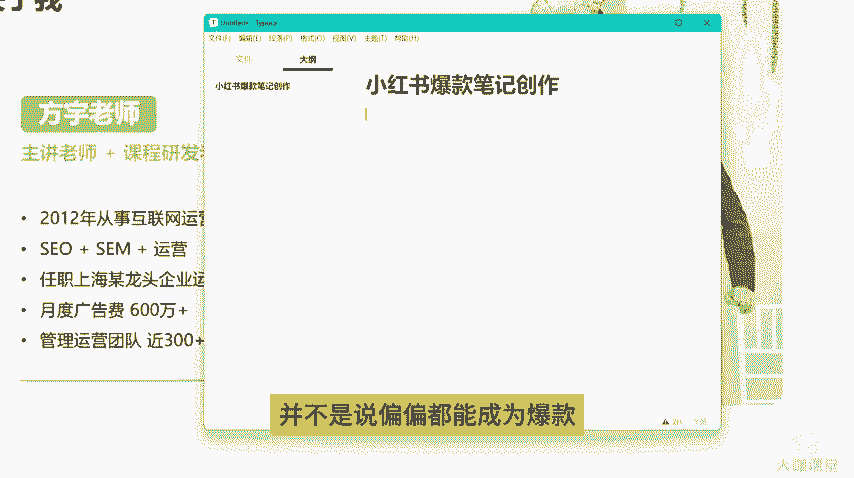 关于我
方宇老师
主讲老师 + 课程研发
• 2012年从事互联网运营
• SEO + SEM + 运营
• 任职上海某龙头企业运
• 月度广告费 600万+
• 管理运营团队 近300+
Untitled • - Typora
文件(F) 编辑(E) 段落(P) 格式(O) 视图(V) 主题(T) 帮助(H)
文件 大纲
小红书爆款笔记创作
小红书爆款笔记创作
并不是说偏偏都能成为爆款